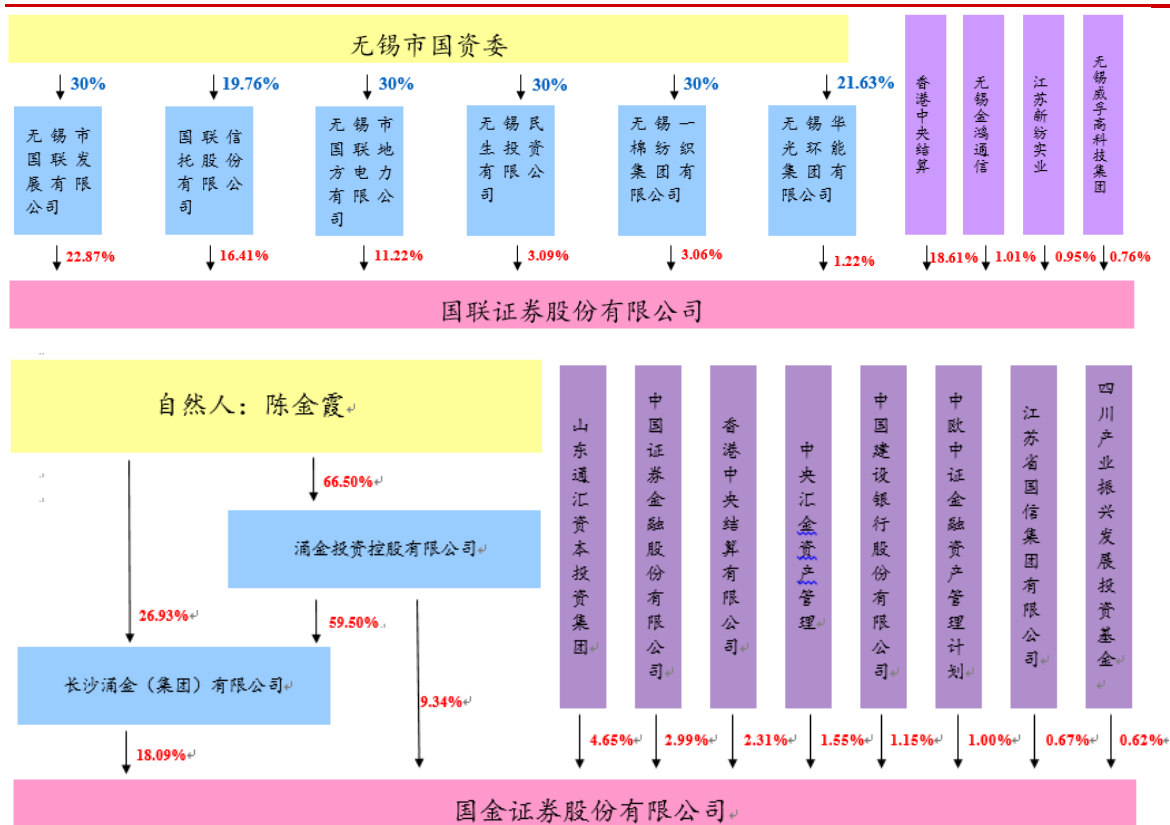 无锡市国资委
30%
19.76%
30%
30%
30%
21.63%
无锡市
国联发
展有限
公司
国联信
托股份
有限公
司
无锡市
国联地
方电力
有限公
司
无锡民
生投资
有限公
司
无锡一
棉纺织
集团有
限公司
无锡华
光环能
集团有
限公司
香港中央结算
无锡金鸿通信
江苏新纺实业
无锡威孚高科技集团
22.87%
16.41%
11.22%
3.09%
3.06%
1.22%
18.61%
1.01%
0.95%
0.76%
国联证券股份有限公司
自然人：陈金霞
66.50%
涌金投资控股有限公司
26.93%
59.50%
长沙涌金（集团）有限公司
9.34%
18.09%
山东通汇资本投资集团
中国证券金融股份有限公司
香港中央结算有限公司
中央汇金资产管理
中国建设银行股份有限公司
中欧中证金融资产管理计划
江苏省国信集团有限公司
四川产业振兴发展投资基金
4.65%
2.99%
2.31%
1.55%
1.15%
1.00%
0.67%
0.62%
国金证券股份有限公司